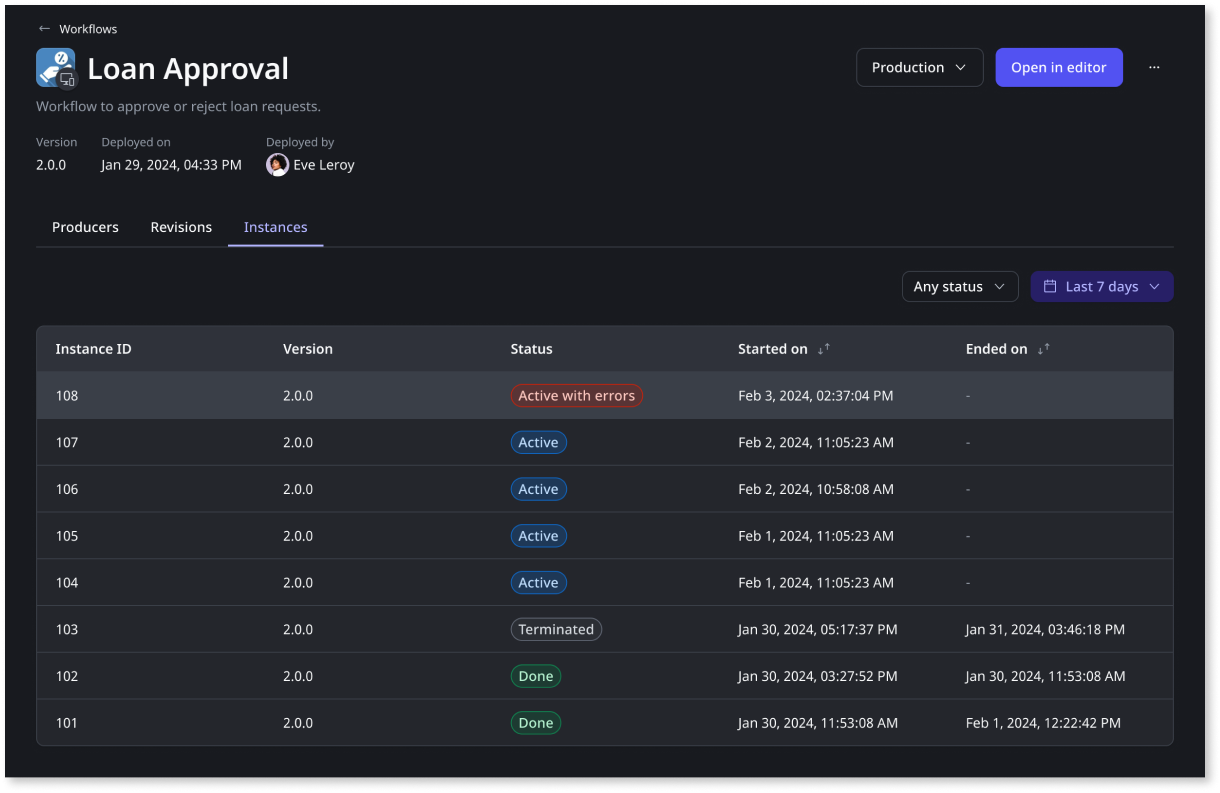 ← Workflows
Loan Approval
Production
Open in editor
...
Workflow to approve or reject loan requests.
Version Deployed on Deployed by
2.0.0 Jan 29, 2024, 04:33 PM Eve Leroy
Producers Revisions Instances
Any status Last 7 days
Instance ID Version Status Started on ↓↑ Ended on ↓↑
108 2.0.0 Active with errors Feb 3, 2024, 02:37:04 PM -
107 2.0.0 Active Feb 2, 2024, 11:05:23 AM -
106 2.0.0 Active Feb 2, 2024, 10:58:08 AM -
105 2.0.0 Active Feb 1, 2024, 11:05:23 AM -
104 2.0.0 Active Feb 1, 2024, 11:05:23 AM -
103 2.0.0 Terminated Jan 30, 2024, 05:17:37 PM Jan 31, 2024, 03:46:18 PM
102 2.0.0 Done Jan 30, 2024, 03:27:52 PM Jan 30, 2024, 11:53:08 AM
101 2.0.0 Done Jan 30, 2024, 11:53:08 AM Feb 1, 2024, 12:22:42 PM